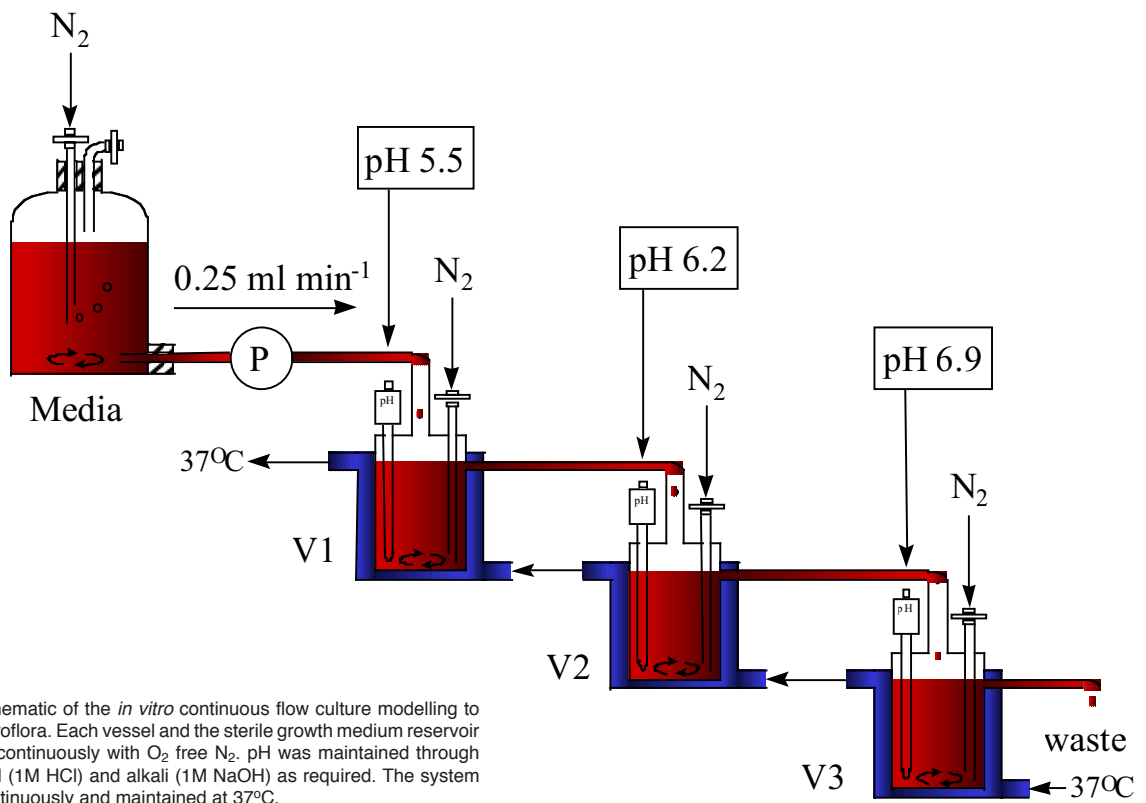 N₂
pH 5.5
0.25 ml min⁻¹
N₂
pH 6.2
P
Media
pH
37ᴼC
N₂
pH 6.9
V1
pH
N₂
V2
pH
V3
waste
37ᴼC
hematic of the in vitro continuous flow culture modelling to
roflora. Each vessel and the sterile growth medium reservoir
continuously with O₂ free N₂. pH was maintained through
l (1M HCl) and alkali (1M NaOH) as required. The system
tinuously and maintained at 37ºC.